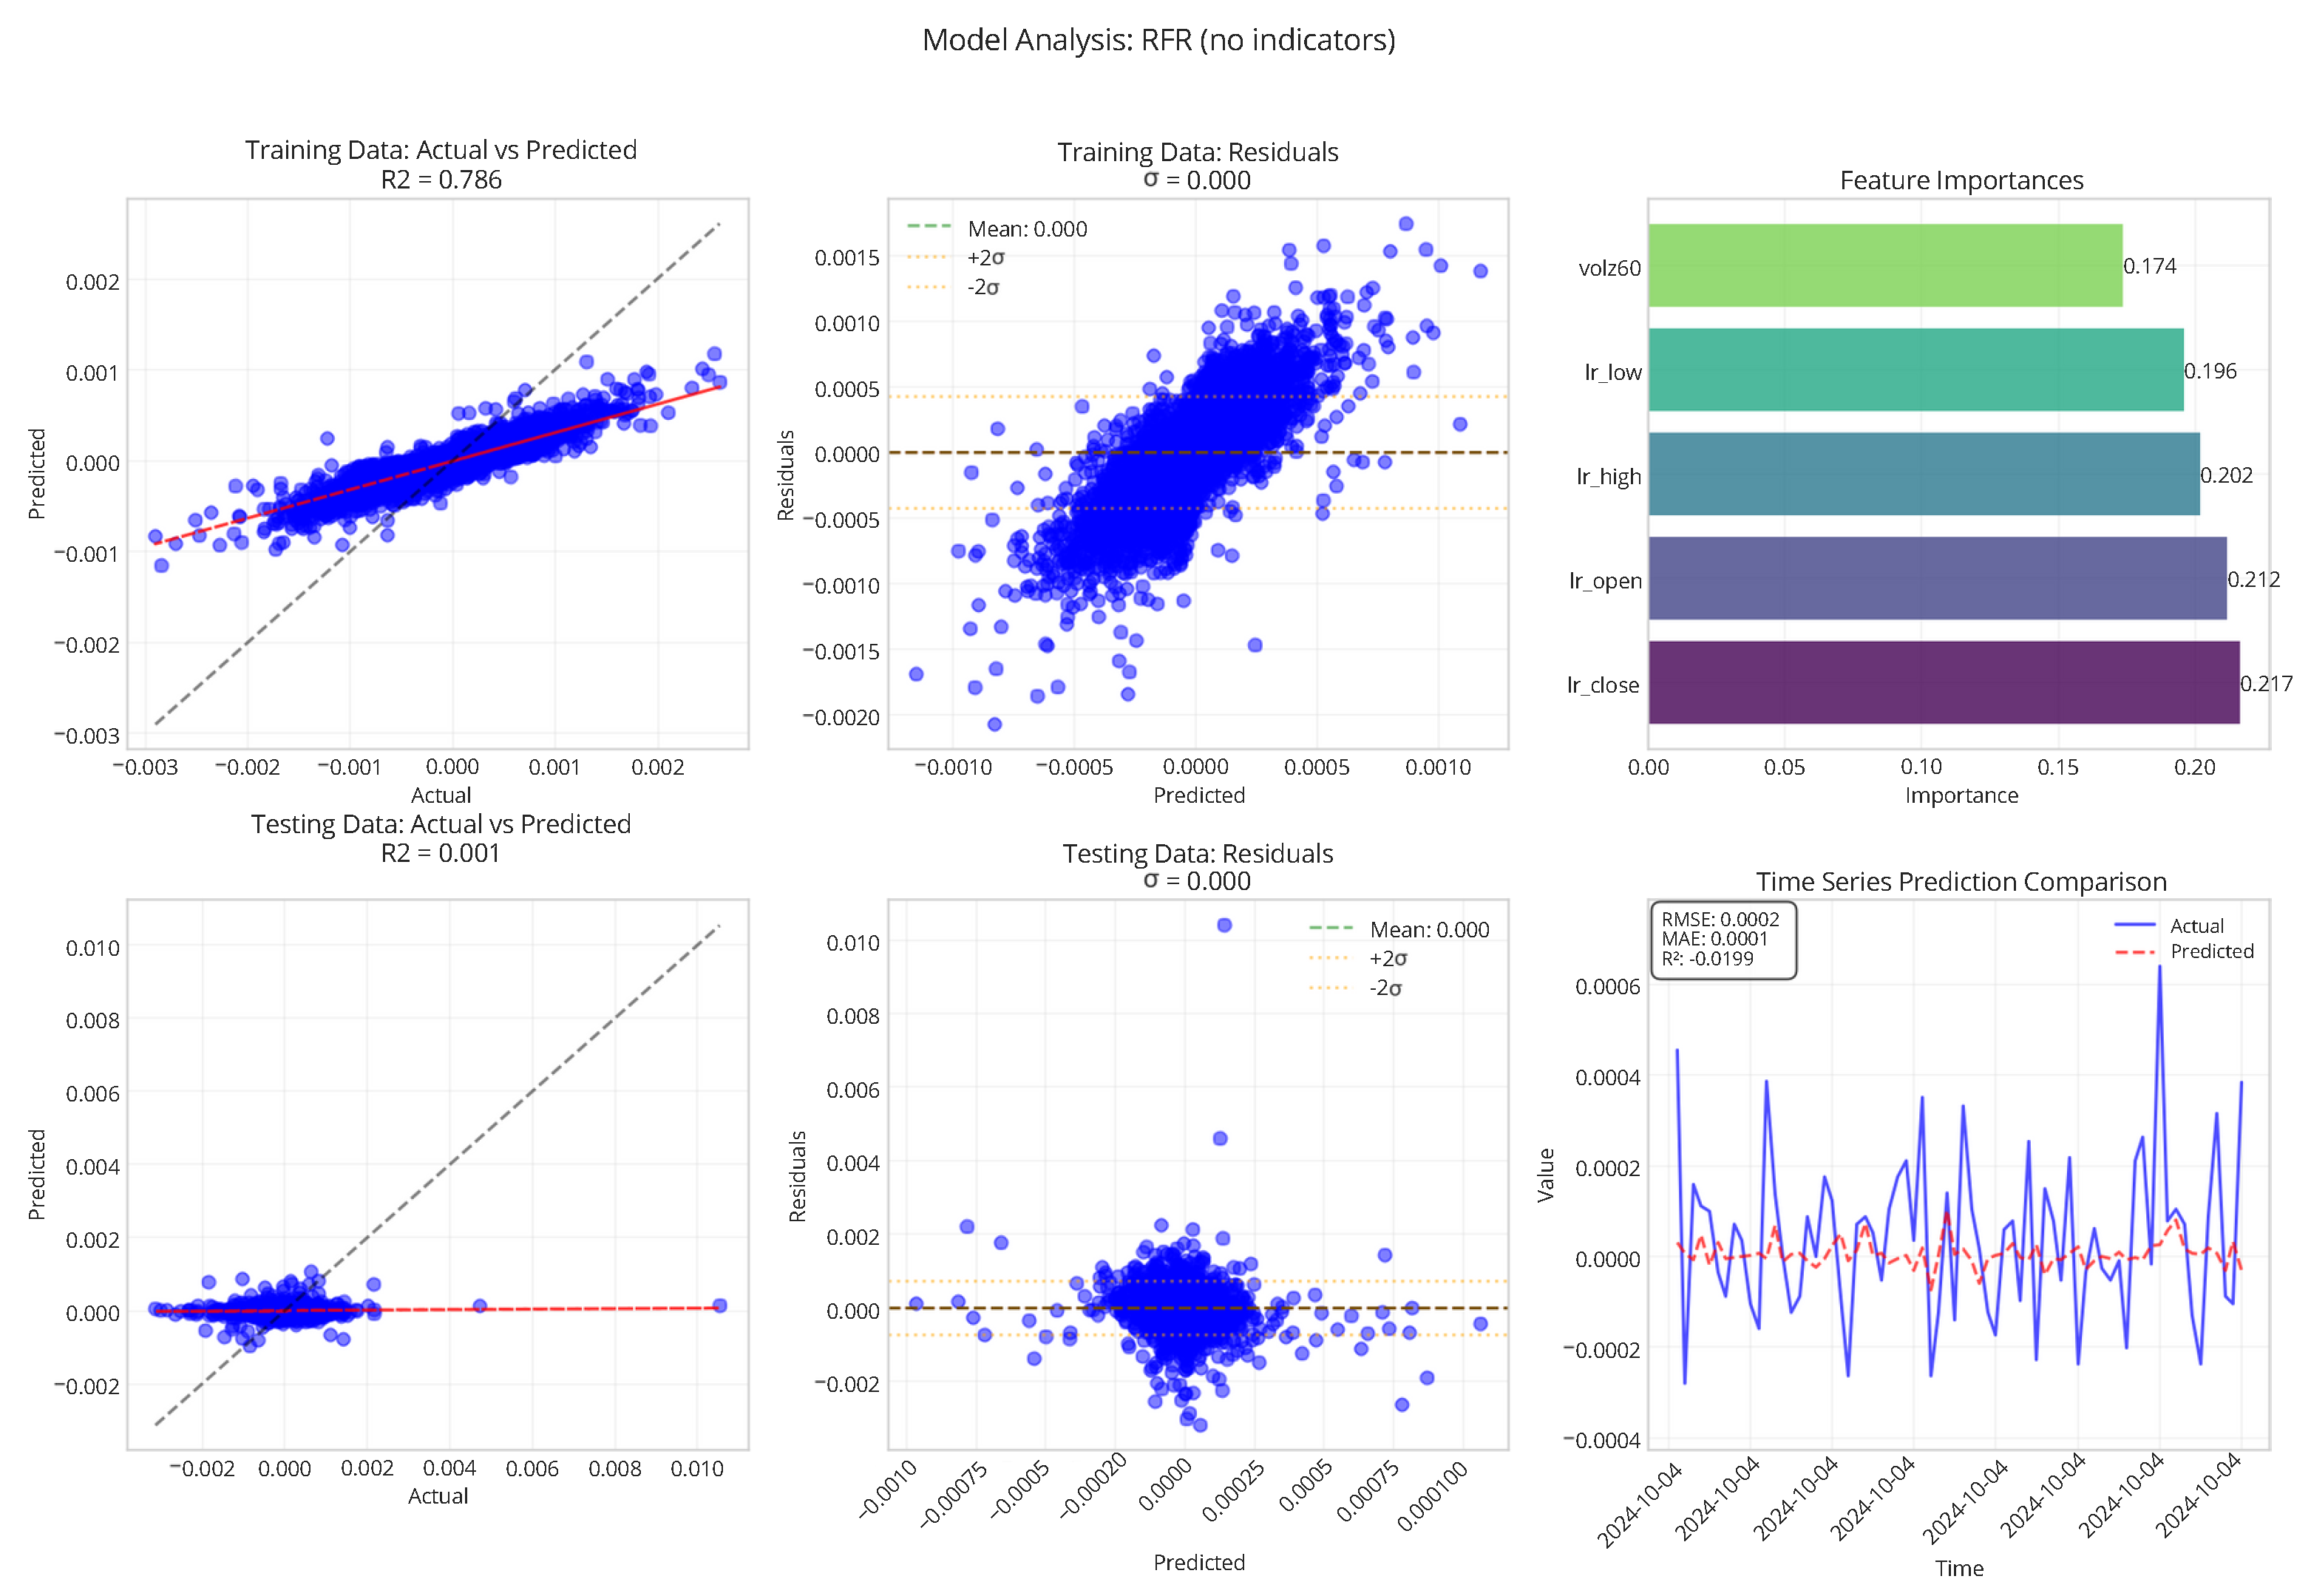 Model Analysis: RFR (no indicators)
Training Data: Actual vs Predicted
R2 = 0.786
Predicted
0.002
0.001
0.000
−0.001
−0.002
−0.003
−0.003 −0.002 −0.001 0.000 0.001 0.002
Actual
Training Data: Residuals
σ = 0.000
Mean: 0.000
+2σ
-2σ
Residuals
0.0015
0.0010
0.0005
0.0000
−0.0005
−0.0010
−0.0015
−0.0020
−0.0010 −0.0005 0.0000 0.0005 0.0010
Predicted
Feature Importances
volz60 0.174
lr_low 0.196
lr_high 0.202
lr_open 0.212
lr_close 0.217
0.00 0.05 0.10 0.15 0.20
Importance
Testing Data: Actual vs Predicted
R2 = 0.001
Predicted
0.010
0.008
0.006
0.004
0.002
0.000
−0.002
−0.002 0.000 0.002 0.004 0.006 0.008 0.010
Actual
Testing Data: Residuals
σ = 0.000
Mean: 0.000
+2σ
-2σ
Residuals
0.010
0.008
0.006
0.004
0.002
0.000
−0.002
−0.0010 −0.00075 −0.0005 −0.00020 0.0000 0.00025 0.0005 0.00075 0.000100
Predicted
Time Series Prediction Comparison
RMSE: 0.0002
MAE: 0.0001
R²: -0.0199
Actual
Predicted
Value
0.0006
0.0004
0.0002
0.0000
−0.0002
−0.0004
2024-10-04 2024-10-04 2024-10-04 2024-10-04 2024-10-04 2024-10-04 2024-10-04 2024-10-04
Time